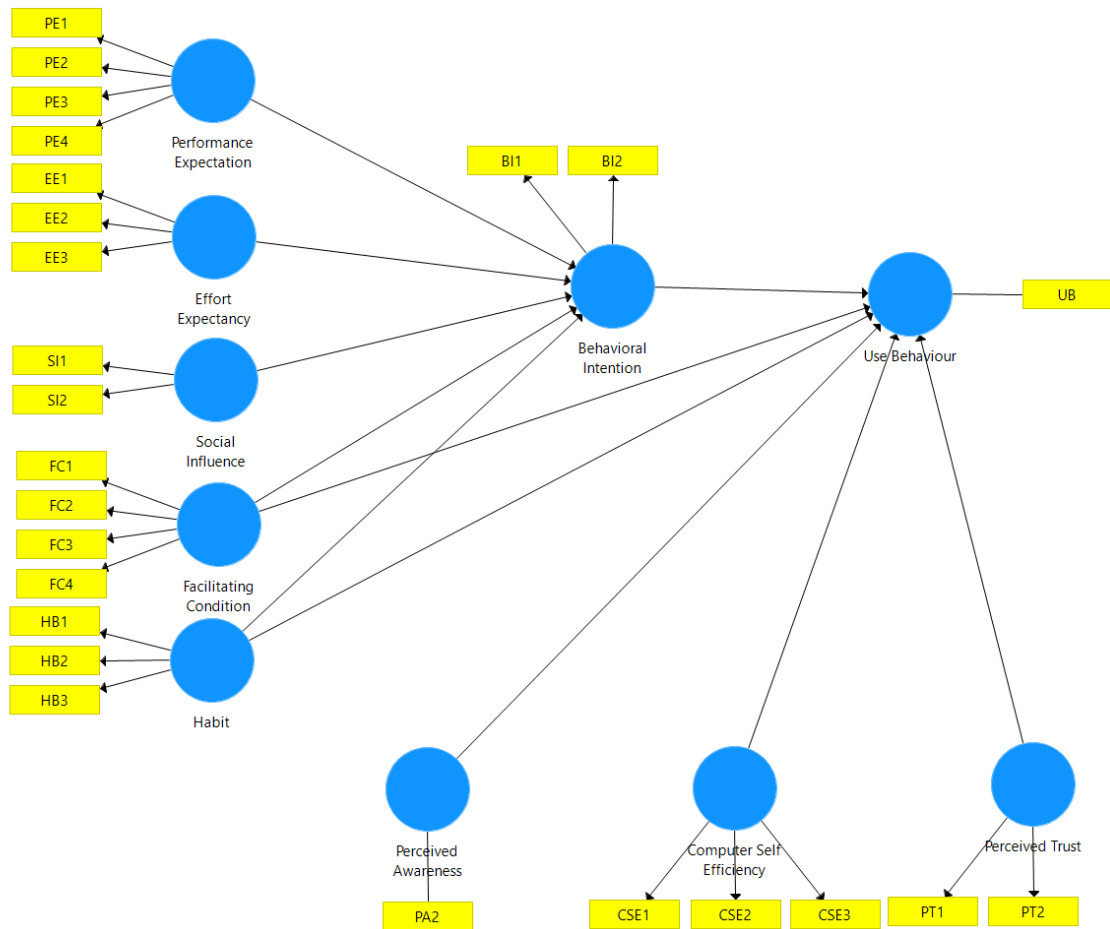 PE1
PE2
PE3
PE4
Performance
Expectation
EE1
EE2
EE3
Effort
Expectancy
BI1
BI2
Behavioral
Intention
Use Behaviour
UB
SI1
SI2
Social
Influence
FC1
FC2
FC3
FC4
Facilitating
Condition
HB1
HB2
HB3
Habit
Perceived
Awareness
PA2
Computer Self
Efficiency
CSE1
CSE2
CSE3
Perceived Trust
PT1
PT2